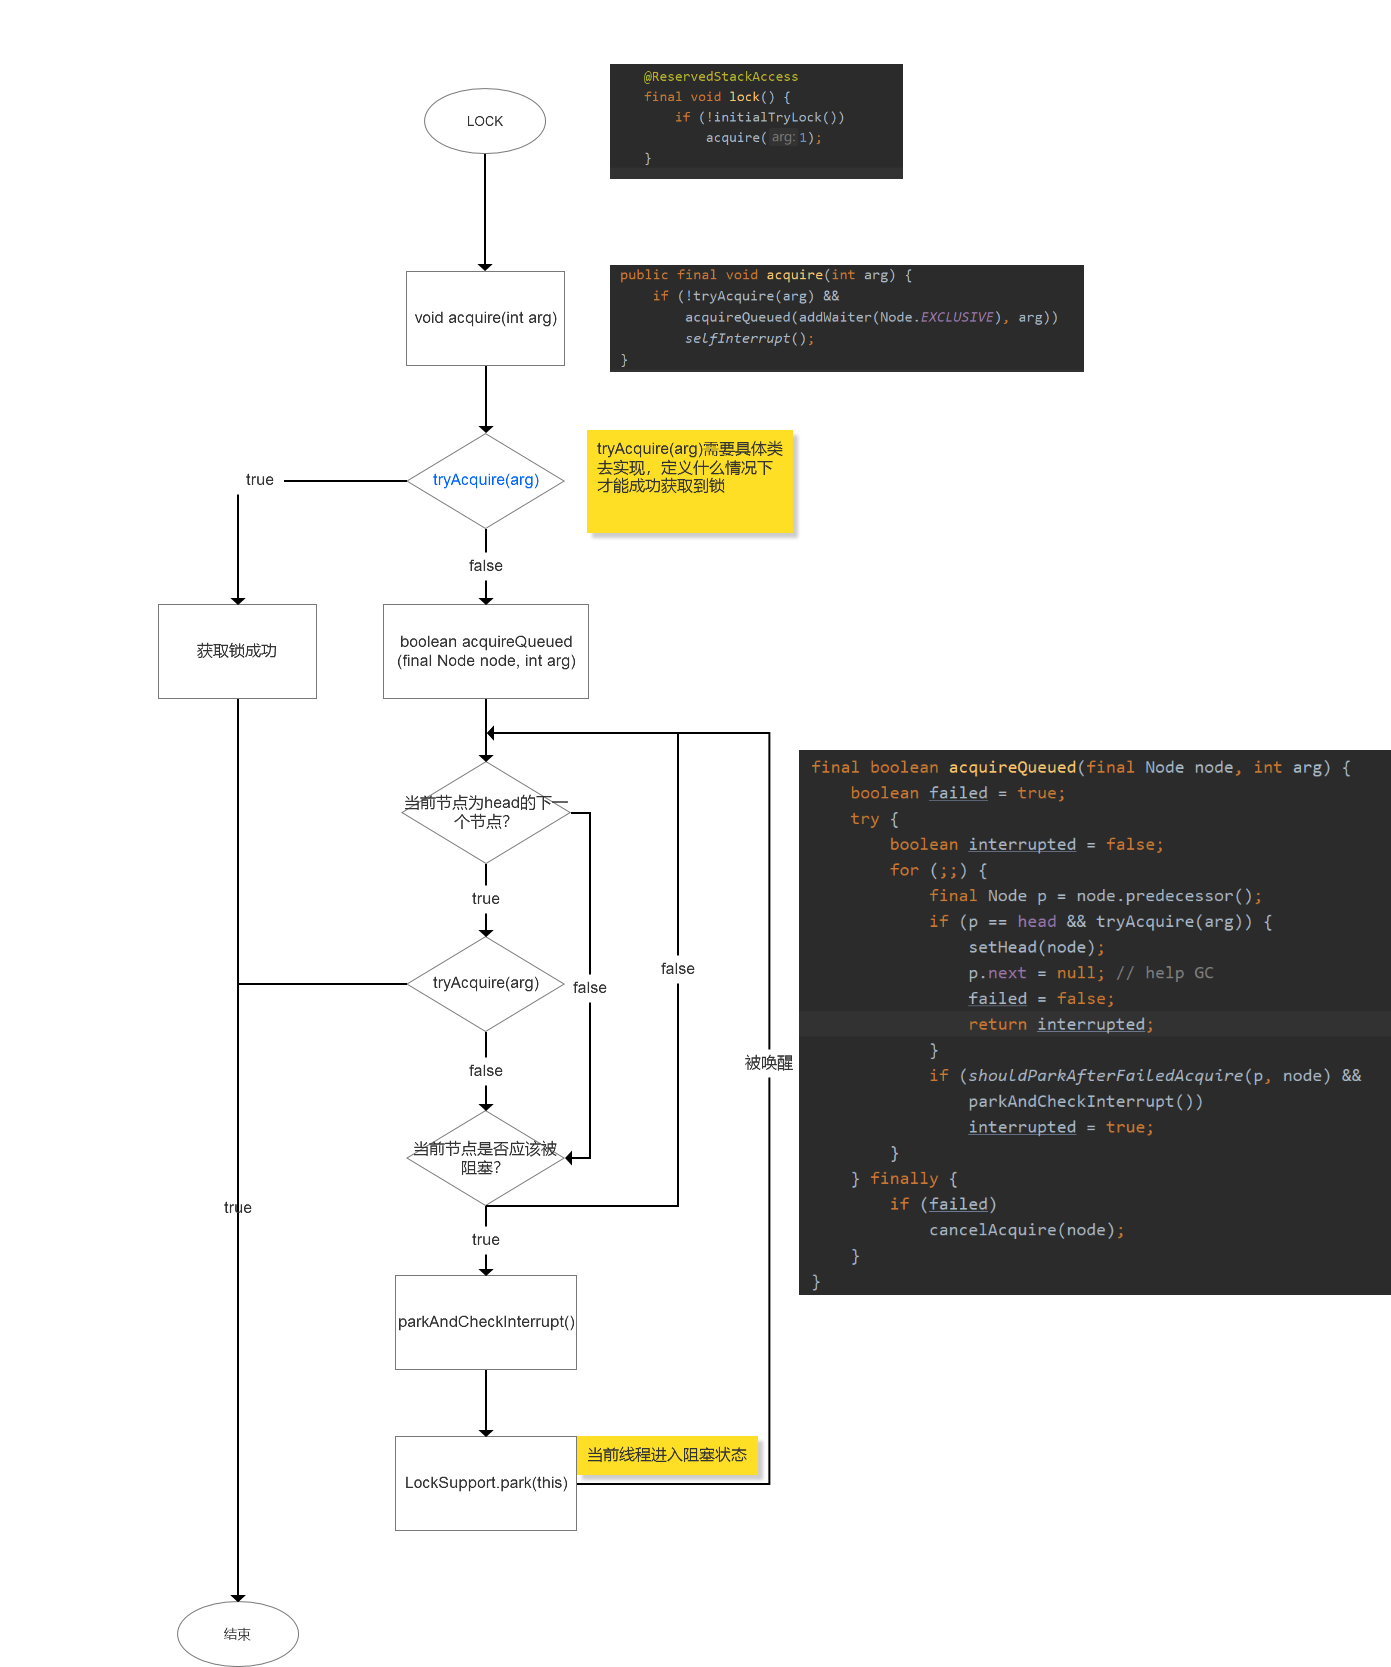 LOCK
@ReservedStackAccess
final void lock() {
if (!initialTryLock())
acquire( arg: 1);
}
void acquire(int arg)
public final void acquire(int arg) {
if (!tryAcquire(arg) &&
acquireQueued(addWaiter(Node.EXCLUSIVE), arg))
selfInterrupt();
}
tryAcquire(arg)需要具体类
去实现，定义什么情况下
才能成功获取到锁
true
tryAcquire(arg)
false
获取锁成功
boolean acquireQueued
(final Node node, int arg)
当前节点为head的下一
个节点？
true
false
tryAcquire(arg)
false
false
被唤醒
当前节点是否应该被
阻塞？
true
true
parkAndCheckInterrupt()
LockSupport.park(this)
当前线程进入阻塞状态
结束
final boolean acquireQueued(final Node node, int arg) {
boolean failed = true;
try {
boolean interrupted = false;
for (;;) {
final Node p = node.predecessor();
if (p == head && tryAcquire(arg)) {
setHead(node);
p.next = null; // help GC
failed = false;
return interrupted;
}
if (shouldParkAfterFailedAcquire(p, node) &&
parkAndCheckInterrupt())
interrupted = true;
}
} finally {
if (failed)
cancelAcquire(node);
}
}